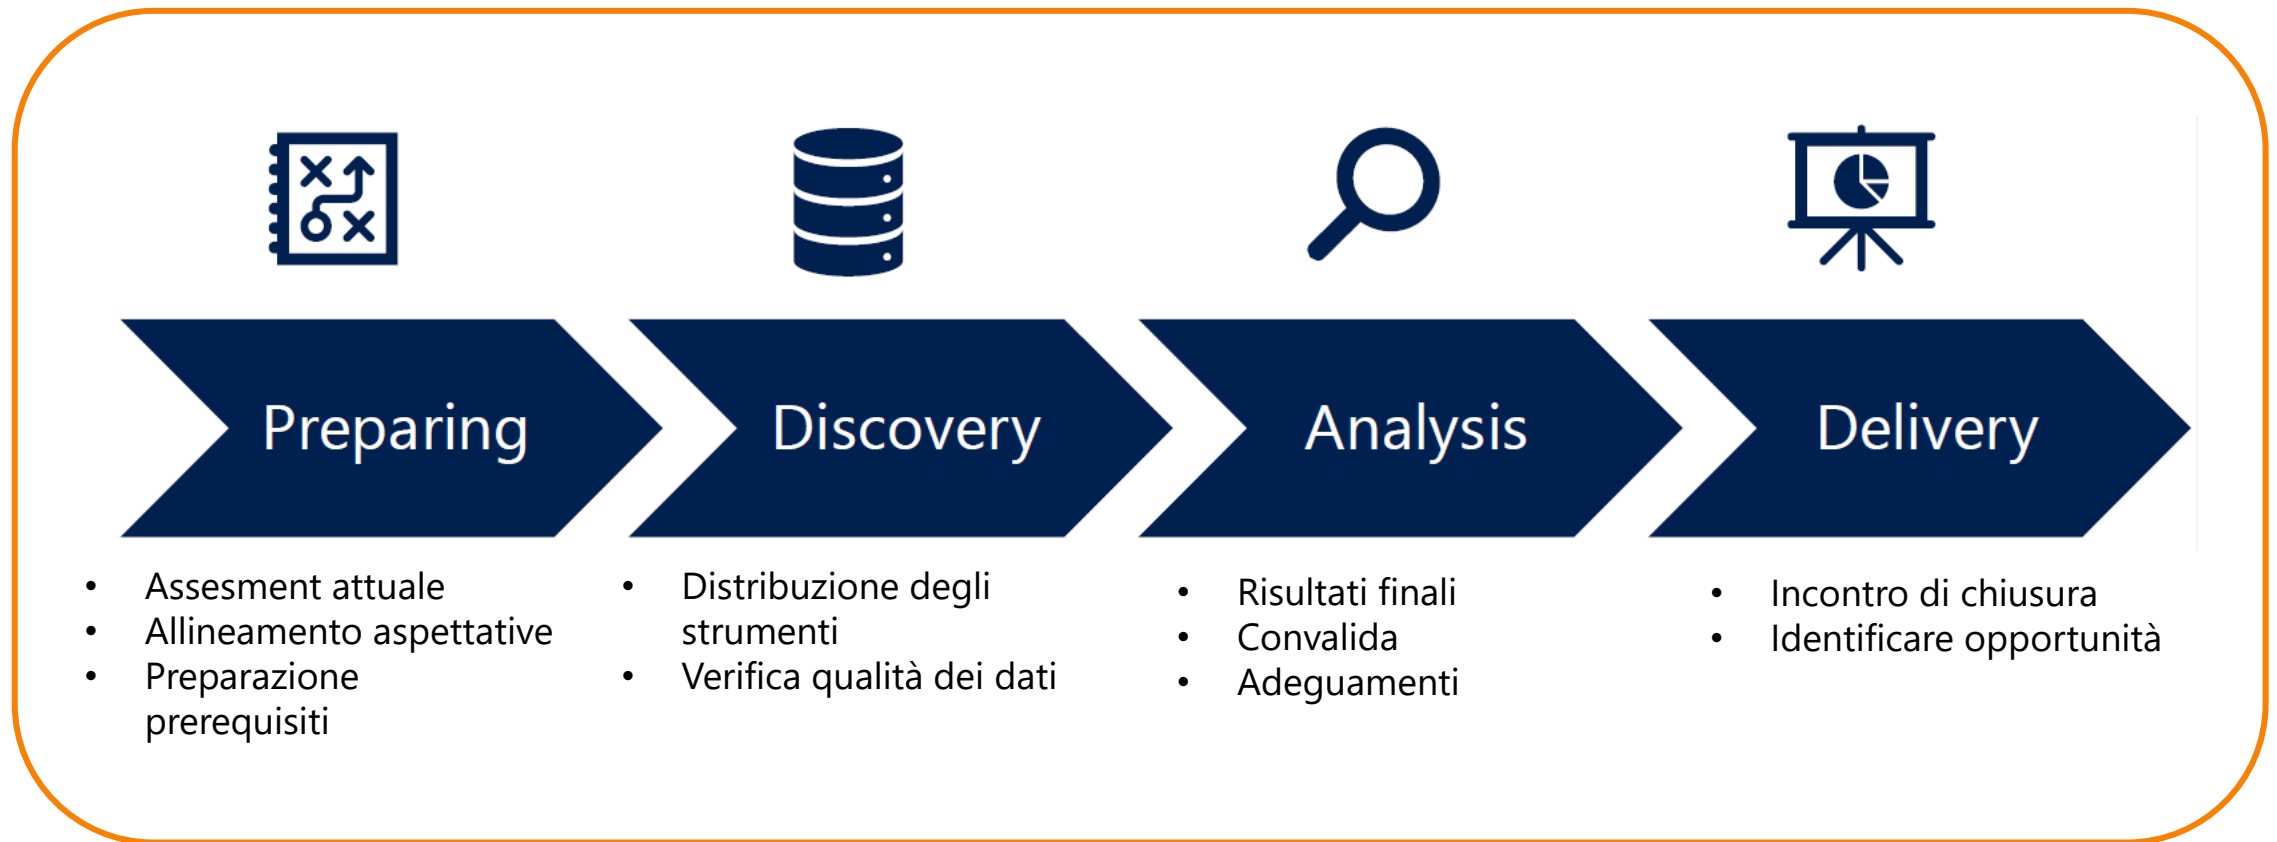 Preparing
Discovery
Analysis
Delivery
• Assesment attuale
• Allineamento aspettative
• Preparazione
prerequisiti
• Distribuzione degli
strumenti
• Verifica qualità dei dati
• Risultati finali
• Convalida
• Adeguamenti
• Incontro di chiusura
• Identificare opportunità